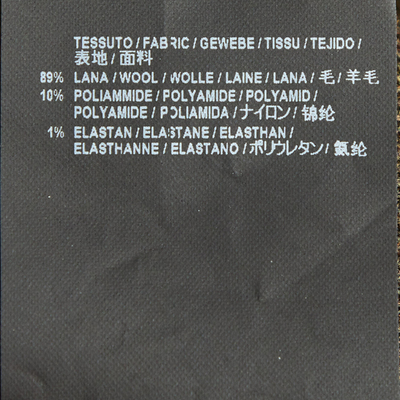 TESSUTO / FABRIC / GEWEBE / TISSU / TEJIDO /
表地 / 面料
89% LANA / WOOL / WOLLE / LAINE / LANA / 毛 / 羊毛
10% POLIAMMIDE / POLYAMIDE / POLYAMID /
POLYAMIDE / POLIAMIDA / ナイロン / 锦纶
1% ELASTAN / ELASTANE / ELASTHAN /
ELASTHANNE / ELASTANO / ポリウレタン / 氨纶